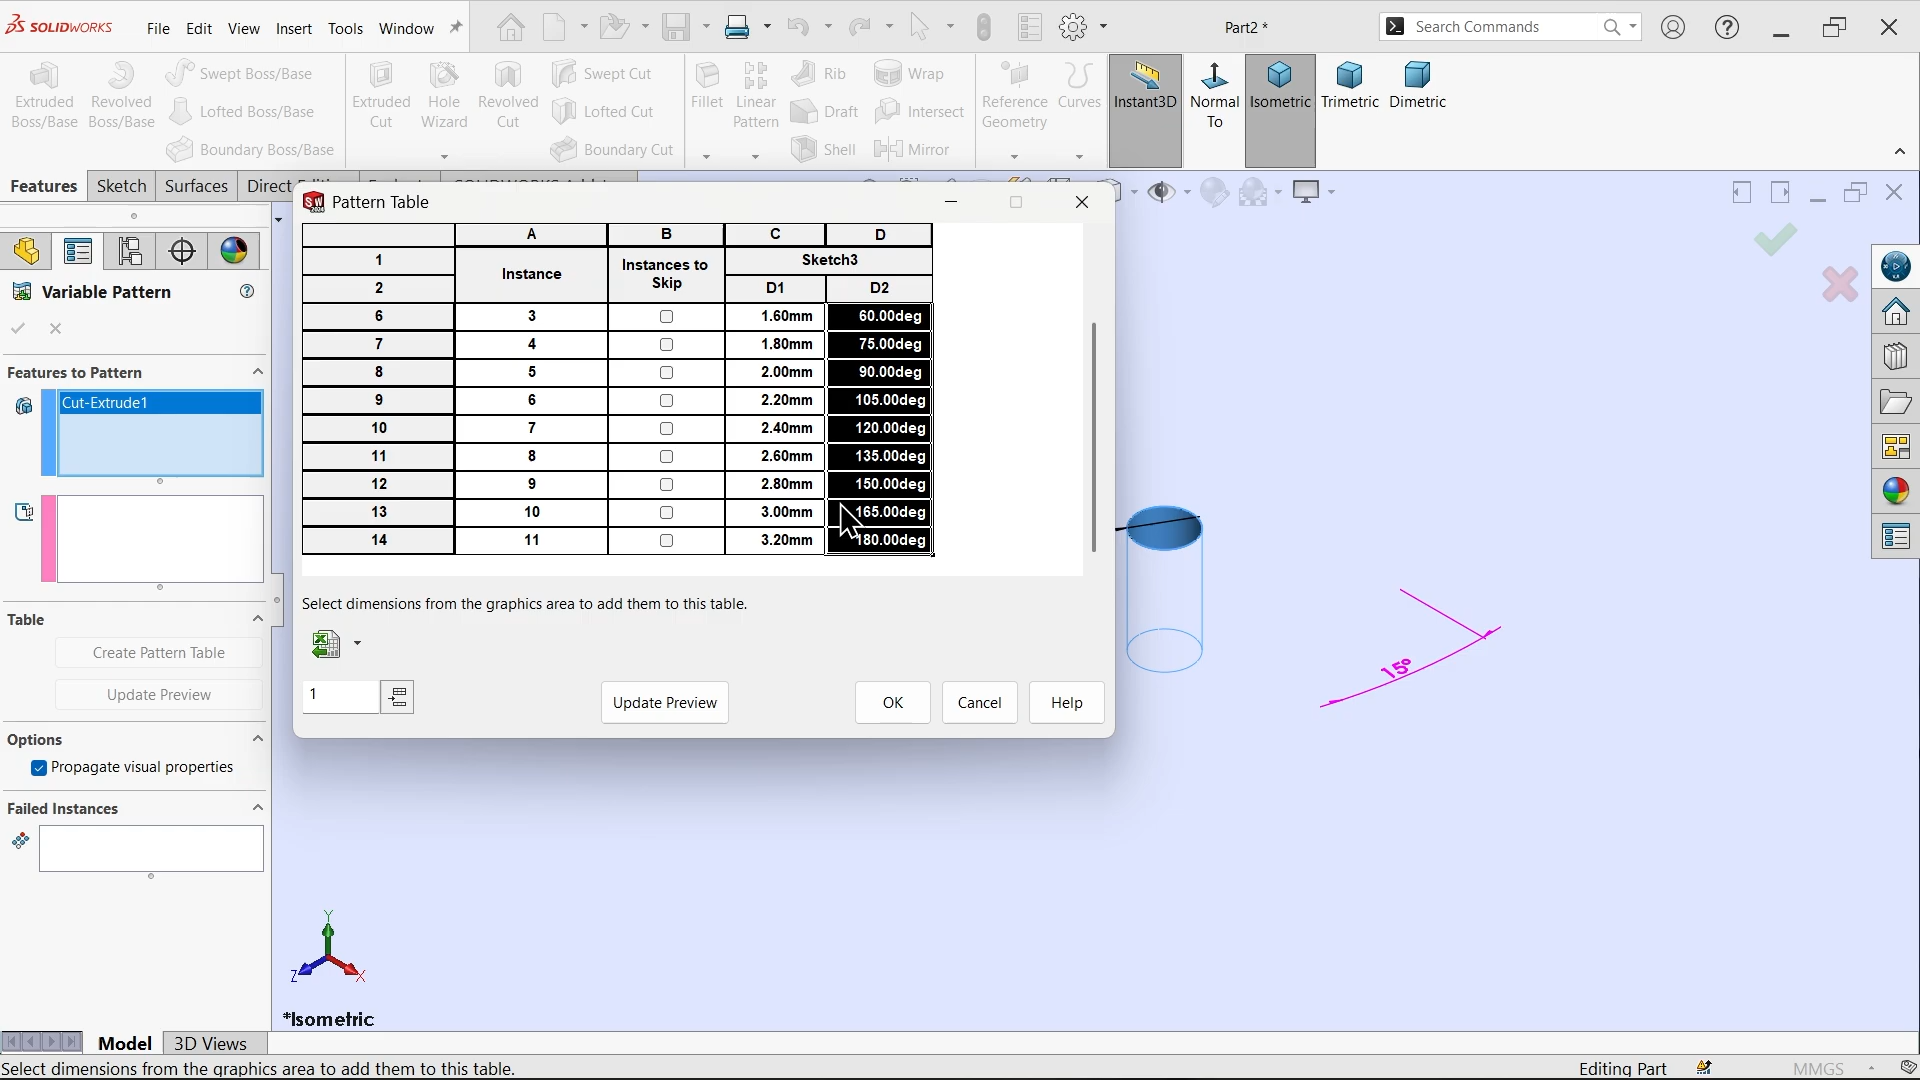 SOLIDWORKS
File Edit View Insert Tools Window
Part2 *
Search Commands
Extruded Boss/Base
Revolved Boss/Base
Swept Boss/Base
Lofted Boss/Base
Boundary Boss/Base
Extruded Cut
Hole Wizard
Revolved Cut
Swept Cut
Lofted Cut
Boundary Cut
Fillet
Linear Pattern
Rib
Draft
Shell
Wrap
Intersect
Mirror
Reference Geometry
Curves
Instant3D
Normal To
Isometric
Trimetric
Dimetric
Features Sketch Surfaces
Variable Pattern
Features to Pattern
Cut-Extrude1
Table
Create Pattern Table
Update Preview
Options
Propagate visual properties
Failed Instances
Pattern Table
A B C D
1 Instance Instances to Skip Sketch3
2 D1 D2
6 3 1.60mm 60.00deg
7 4 1.80mm 75.00deg
8 5 2.00mm 90.00deg
9 6 2.20mm 105.00deg
10 7 2.40mm 120.00deg
11 8 2.60mm 135.00deg
12 9 2.80mm 150.00deg
13 10 3.00mm 165.00deg
14 11 3.20mm 180.00deg
Select dimensions from the graphics area to add them to this table.
1
Update Preview OK Cancel Help
15°
Y
Z X
*Isometric
Model 3D Views
Select dimensions from the graphics area to add them to this table.
Editing Part MMGS